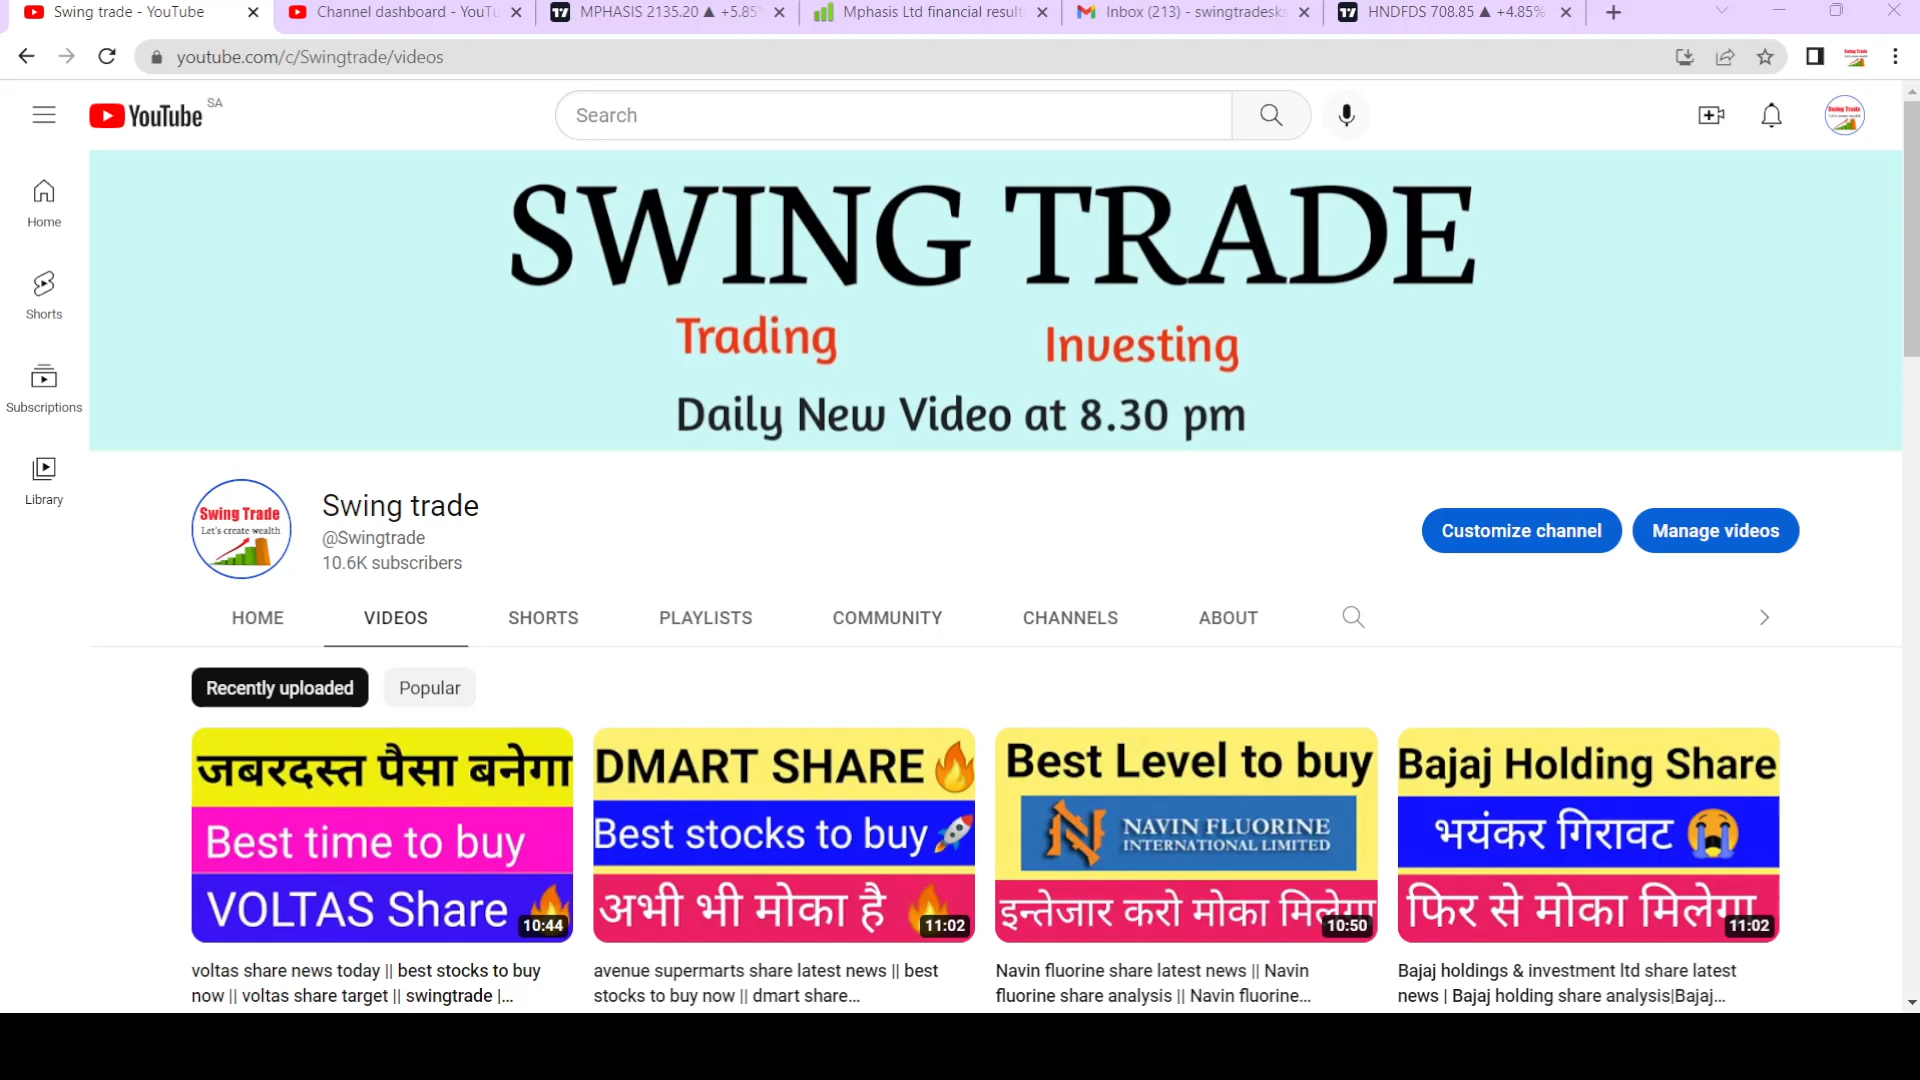 Swing trade - YouTube
Channel dashboard - YouTu
MPHASIS 2135.20 ▲ +5.85%
Mphasis Ltd financial result
Inbox (213) - swingtradesk
HNDFDS 708.85 ▲ +4.85%
youtube.com/c/Swingtrade/videos
YouTube SA
Search
Home
Shorts
Subscriptions
Library
SWING TRADE
Trading Investing
Daily New Video at 8.30 pm
Swing Trade
Let's create wealth
Swing trade
@Swingtrade
10.6K subscribers
Customize channel
Manage videos
HOME VIDEOS SHORTS PLAYLISTS COMMUNITY CHANNELS ABOUT
Recently uploaded Popular
जबरदस्त पैसा बनेगा
Best time to buy
VOLTAS Share
10:44
voltas share news today || best stocks to buy
now || voltas share target || swingtrade |...
DMART SHARE
Best stocks to buy
अभी भी मोका है
11:02
avenue supermarts share latest news || best
stocks to buy now || dmart share...
Best Level to buy
NAVIN FLUORINE
INTERNATIONAL LIMITED
इन्तेजार करो मोका मिलेगा
10:50
Navin fluorine share latest news || Navin
fluorine share analysis || Navin fluorine...
Bajaj Holding Share
भयंकर गिरावट
फिर से मोका मिलेगा
11:02
Bajaj holdings & investment ltd share latest
news | Bajaj holding share analysis|Bajaj...